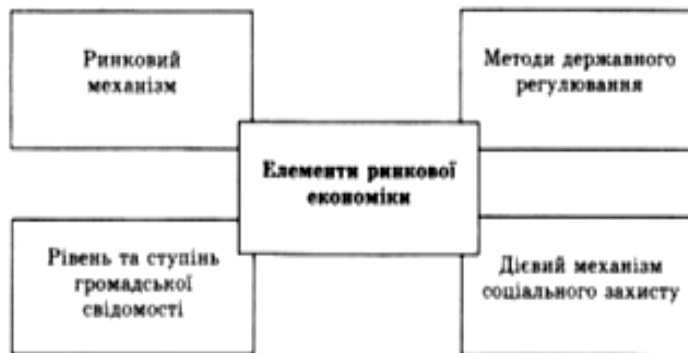 Ринковий
механізм
Методи державного
регулювання
Елементи ринкової
економіки
Рівень та ступінь
громадської
свідомості
Дієвий механізм
соціального захисту